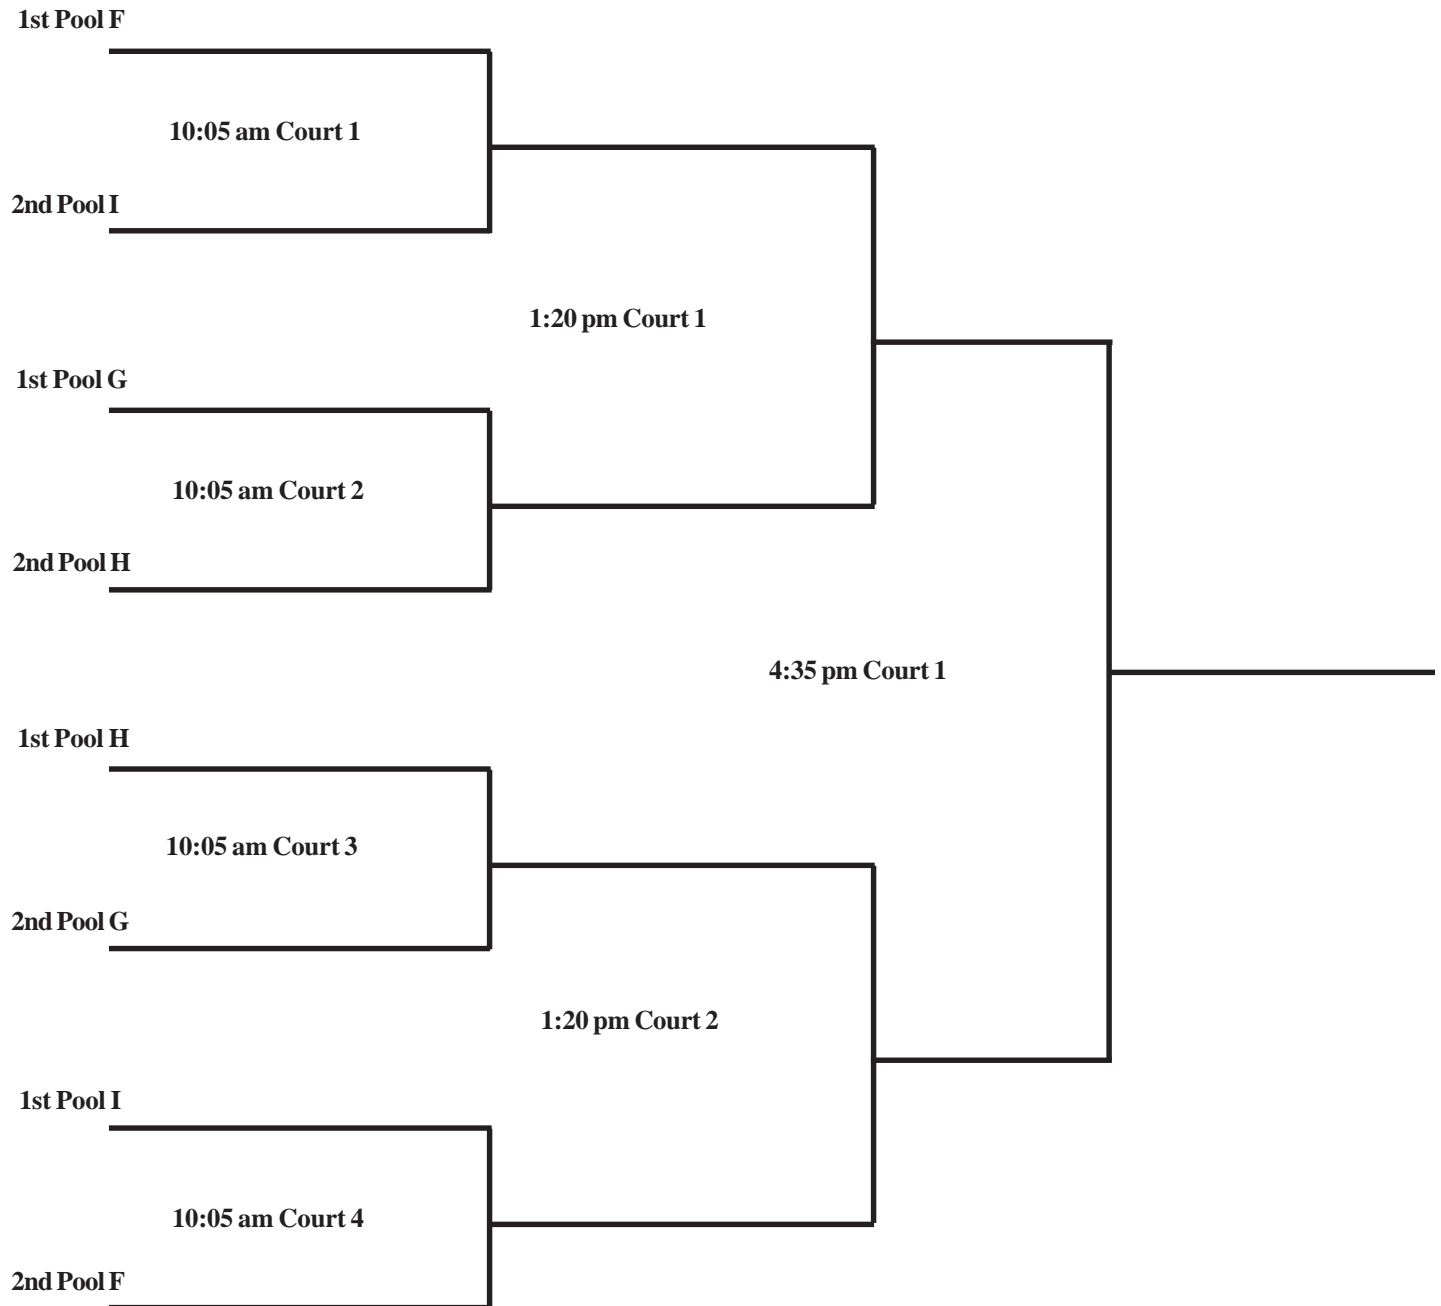 1st Pool F
10:05 am Court 1
2nd Pool I
1:20 pm Court 1
1st Pool G
10:05 am Court 2
2nd Pool H
4:35 pm Court 1
1st Pool H
10:05 am Court 3
2nd Pool G
1:20 pm Court 2
1st Pool I
10:05 am Court 4
2nd Pool F